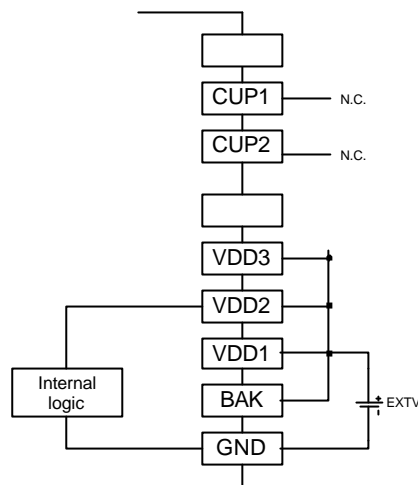 CUP1
N.C.
CUP2
N.C.
VDD3
VDD2
VDD1
Internal
logic
BAK
+
EXTV
-
GND